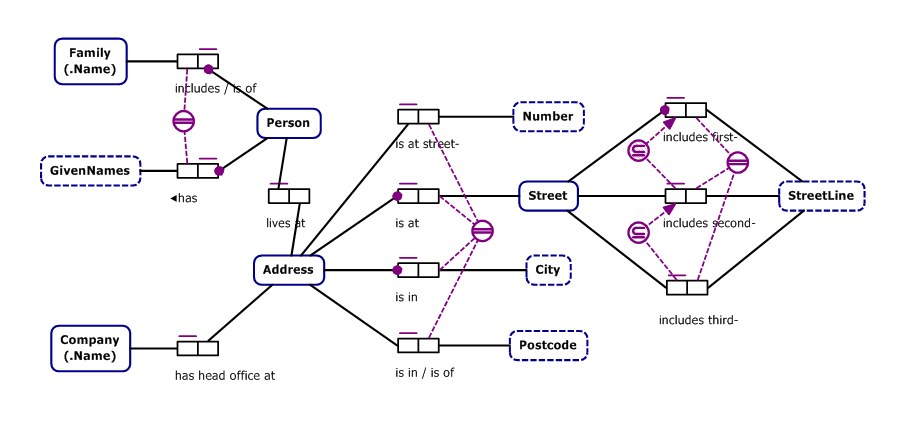 Family
(.Name)
includes / is of
Person
GivenNames
◄has
lives at
Number
is at street-
is at
Street
includes first-
includes second-
StreetLine
includes third-
Address
is in
City
Company
(.Name)
has head office at
is in / is of
Postcode